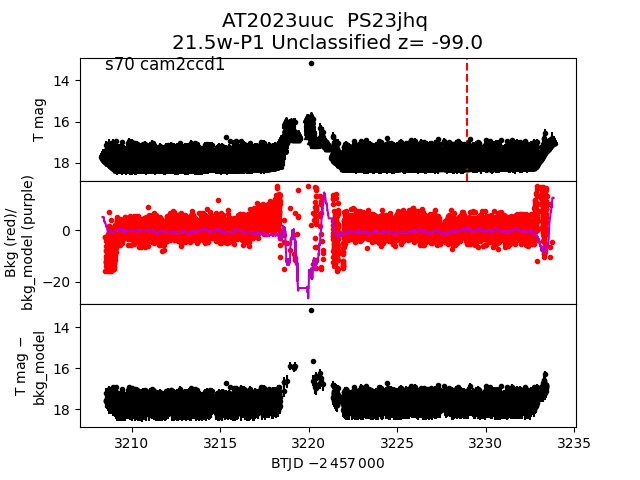 AT2023uuc  PS23jhq
21.5w-P1 Unclassified z= -99.0
s70 cam2ccd1
T mag
14
16
18
Bkg (red)/
bkg_model (purple)
0
−20
T mag −
bkg_model
14
16
18
3210 3215 3220 3225 3230 3235
BTJD −2 457 000